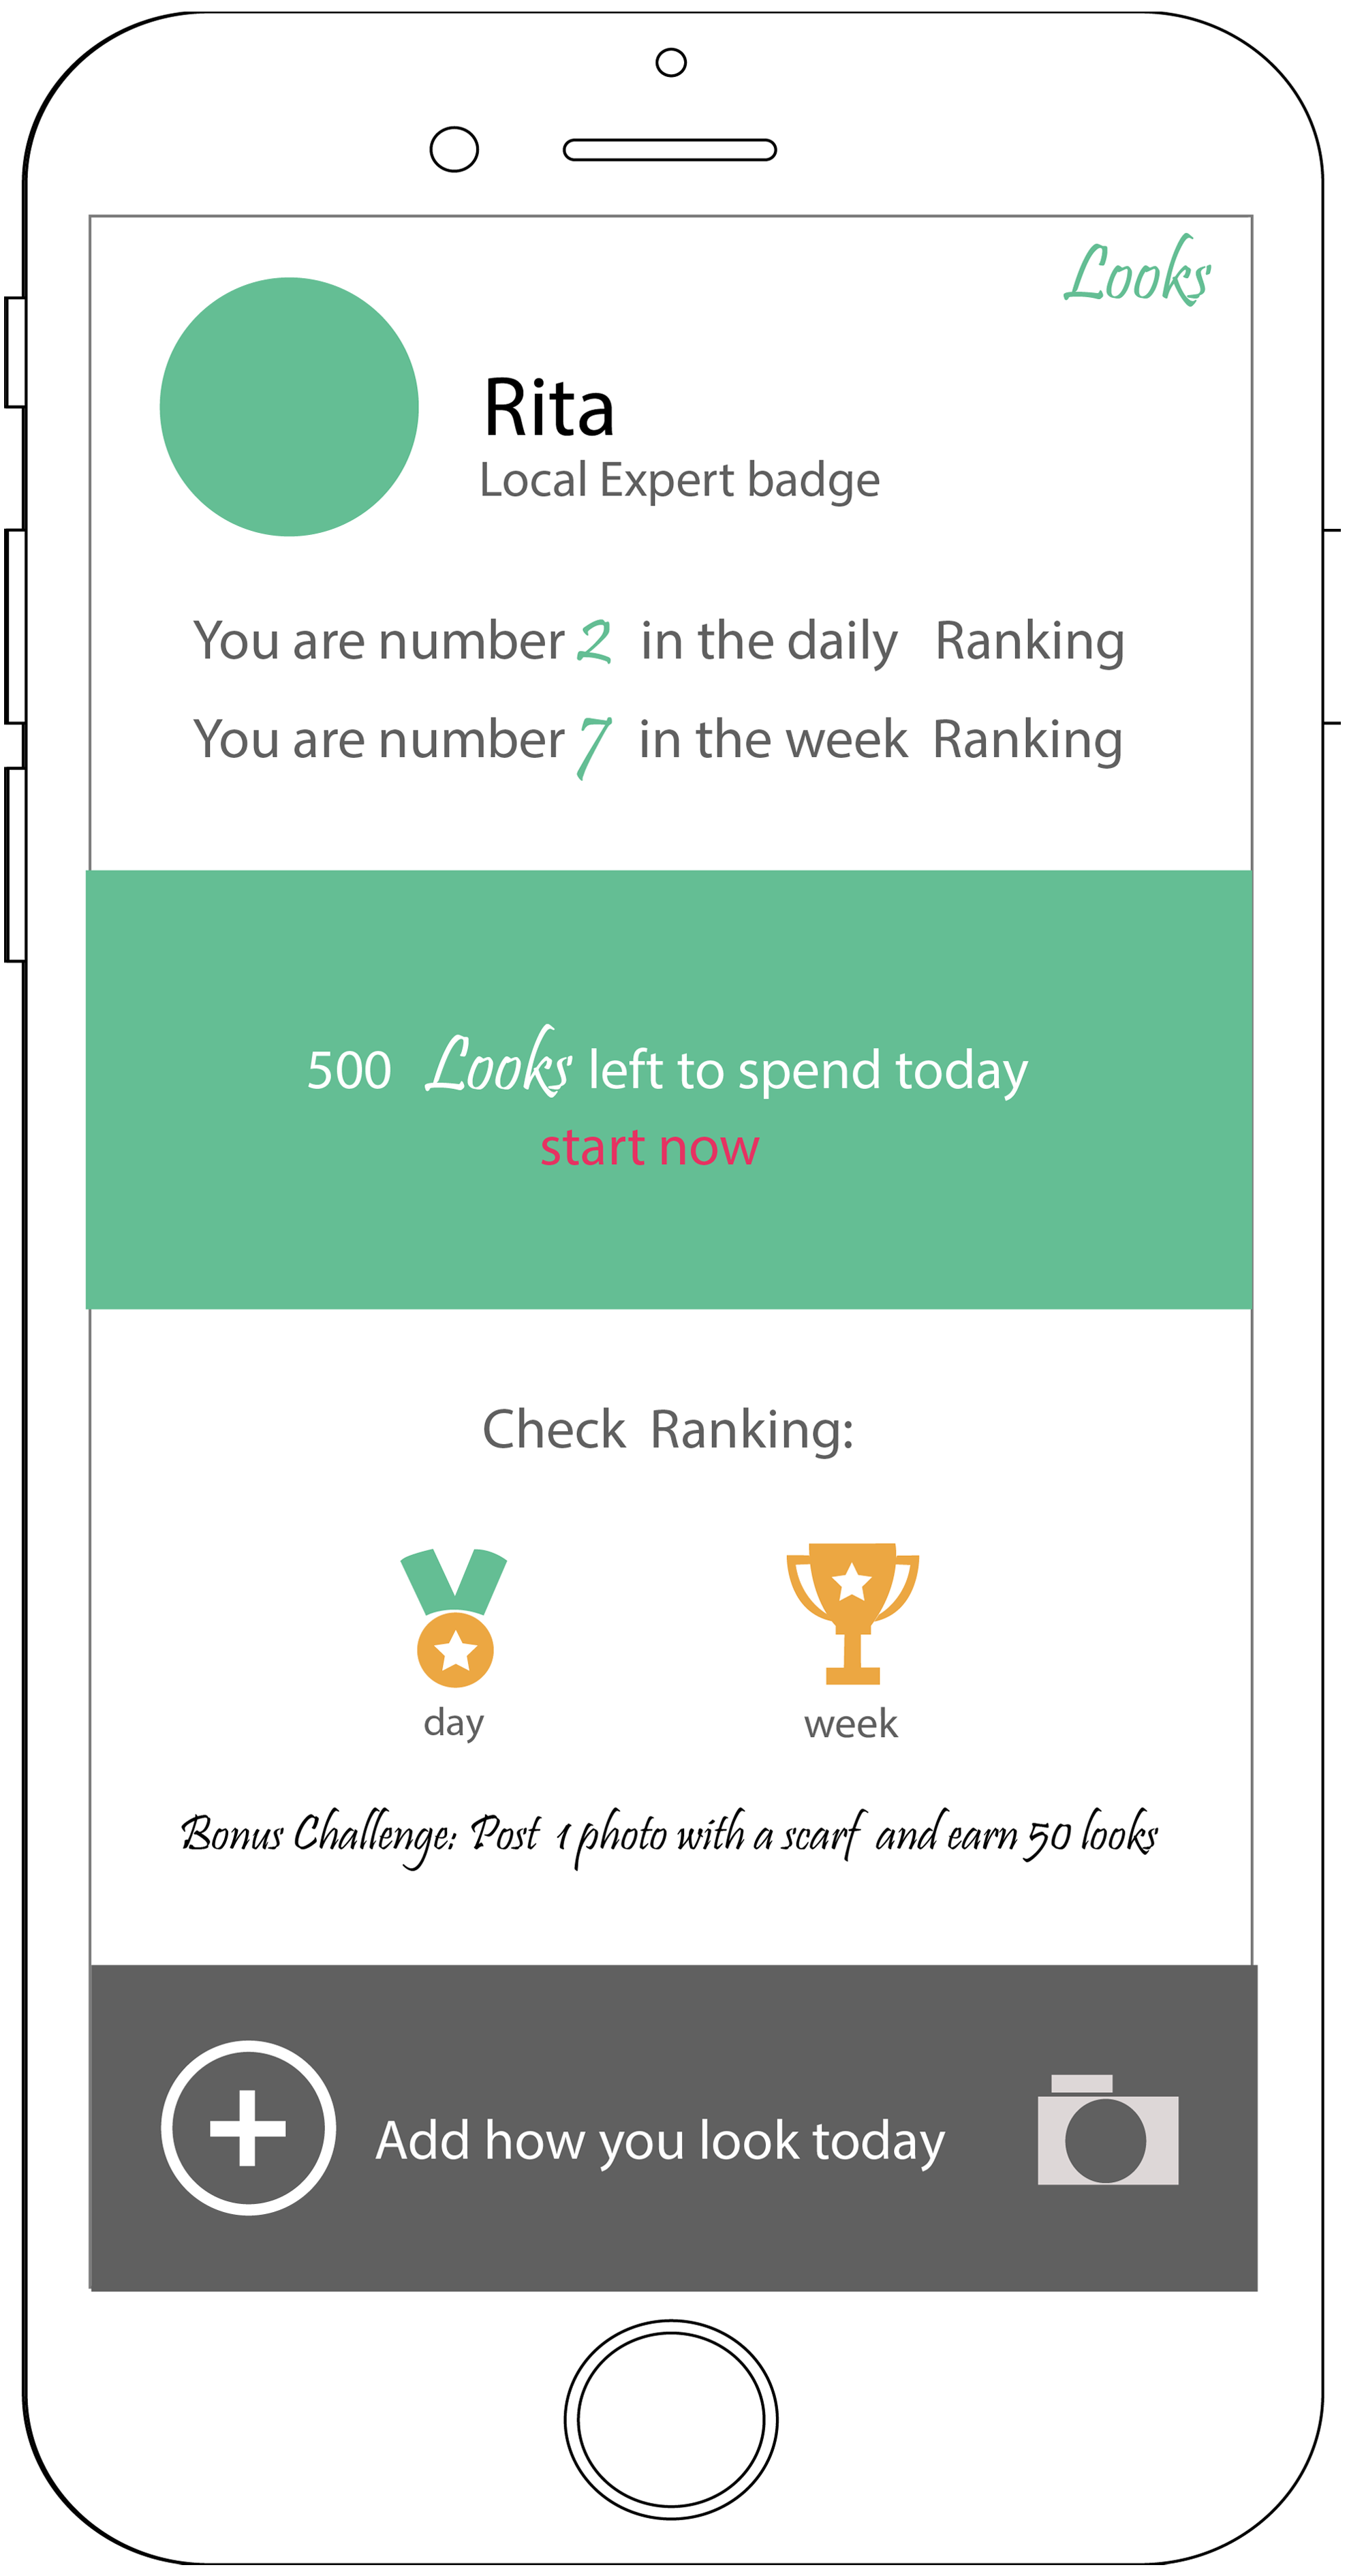 Looks
Rita
Local Expert badge
You are number 2 in the daily Ranking
You are number 7 in the week Ranking
500 Looks left to spend today
start now
Check Ranking:
day week
Bonus Challenge: Post 1 photo with a scarf and earn 50 looks
Add how you look today